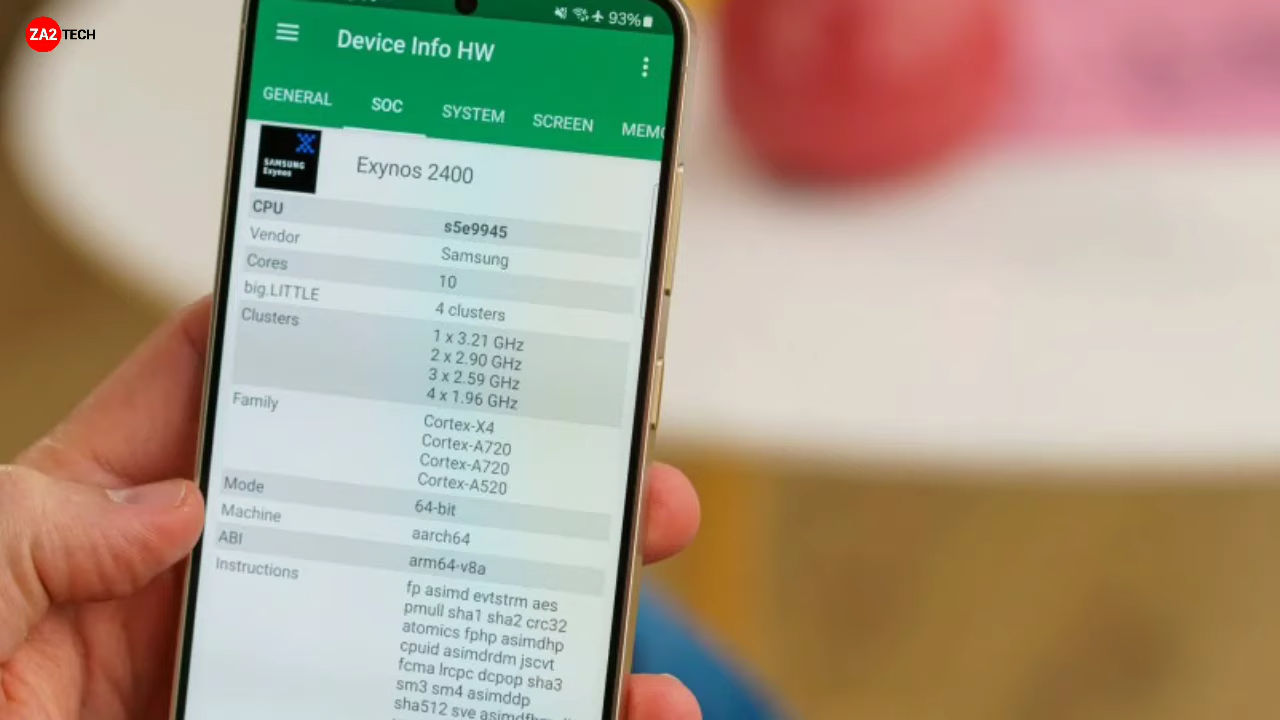 ZA2TECH
93%
Device Info HW
GENERAL SOC SYSTEM SCREEN MEMO
SAMSUNG
Exynos
Exynos 2400
CPU s5e9945
Vendor Samsung
Cores 10
big.LITTLE 4 clusters
Clusters 1 x 3.21 GHz
2 x 2.90 GHz
3 x 2.59 GHz
4 x 1.96 GHz
Family Cortex-X4
Cortex-A720
Cortex-A720
Cortex-A520
Mode 64-bit
Machine aarch64
ABI arm64-v8a
Instructions fp asimd evtstrm aes
pmull sha1 sha2 crc32
atomics fphp asimdhp
cpuid asimdrdm jscvt
fcma lrcpc dcpop sha3
sm3 sm4 asimddp
sha512 sve